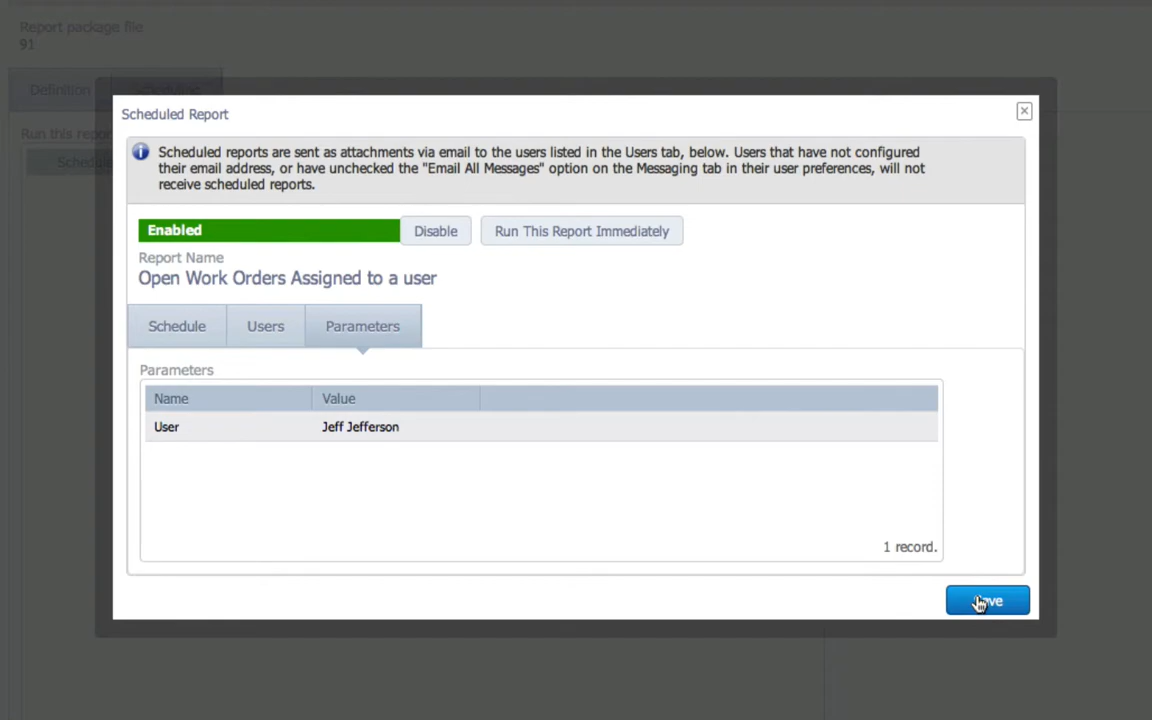 Report package file
91
Definition
Run this repor
Schedule
Scheduled Report
Scheduled reports are sent as attachments via email to the users listed in the Users tab, below. Users that have not configured
their email address, or have unchecked the "Email All Messages" option on the Messaging tab in their user preferences, will not
receive scheduled reports.
Enabled
Disable
Run This Report Immediately
Report Name
Open Work Orders Assigned to a user
Schedule
Users
Parameters
Parameters
Name
Value
User
Jeff Jefferson
1 record.
Save